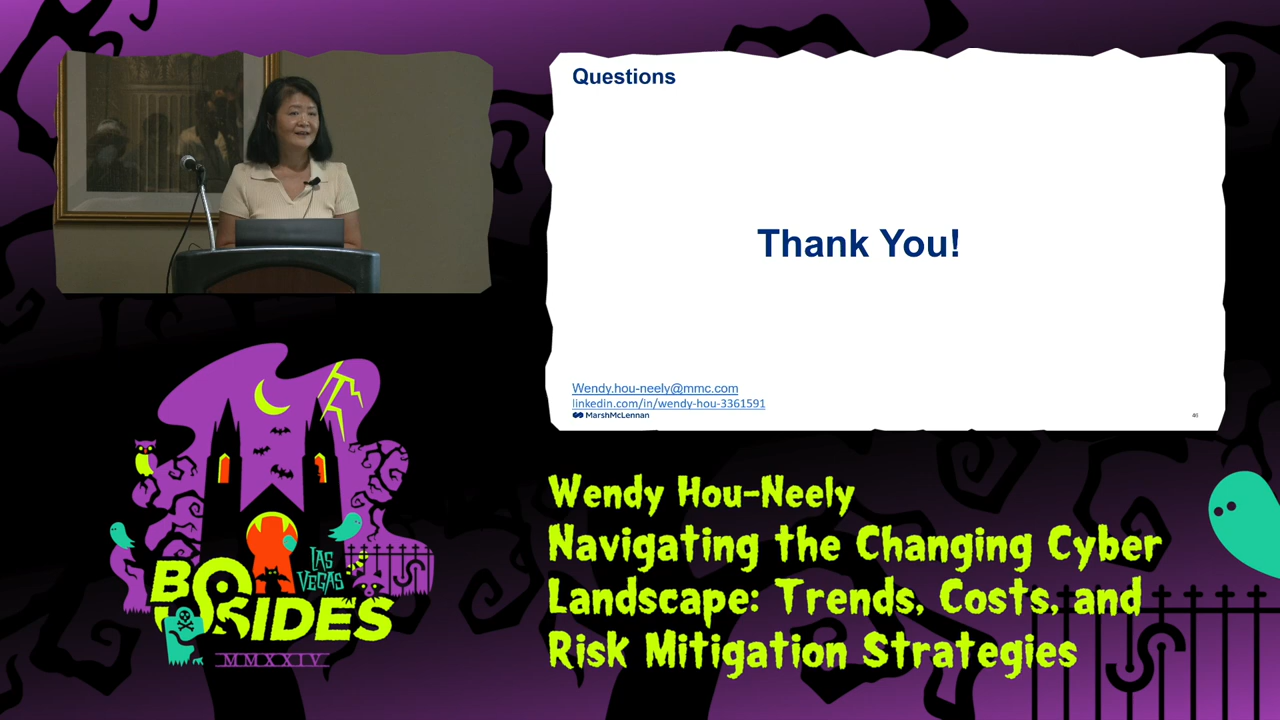 Questions
Thank You!
Wendy.hou-neely@mmc.com
linkedin.com/in/wendy-hou-3361591
MarshMcLennan
46
LAS
VEGAS
BSIDES
MMXXIV
Wendy Hou-Neely
Navigating the Changing Cyber
Landscape: Trends, Costs, and
Risk Mitigation Strategies